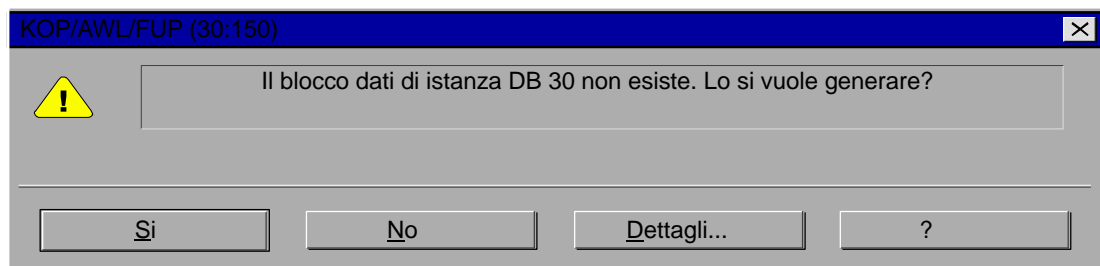 KOP/AWL/FUP (30:150)
!
Il blocco dati di istanza DB 30 non esiste. Lo si vuole generare?
Si
No
Dettagli...
?